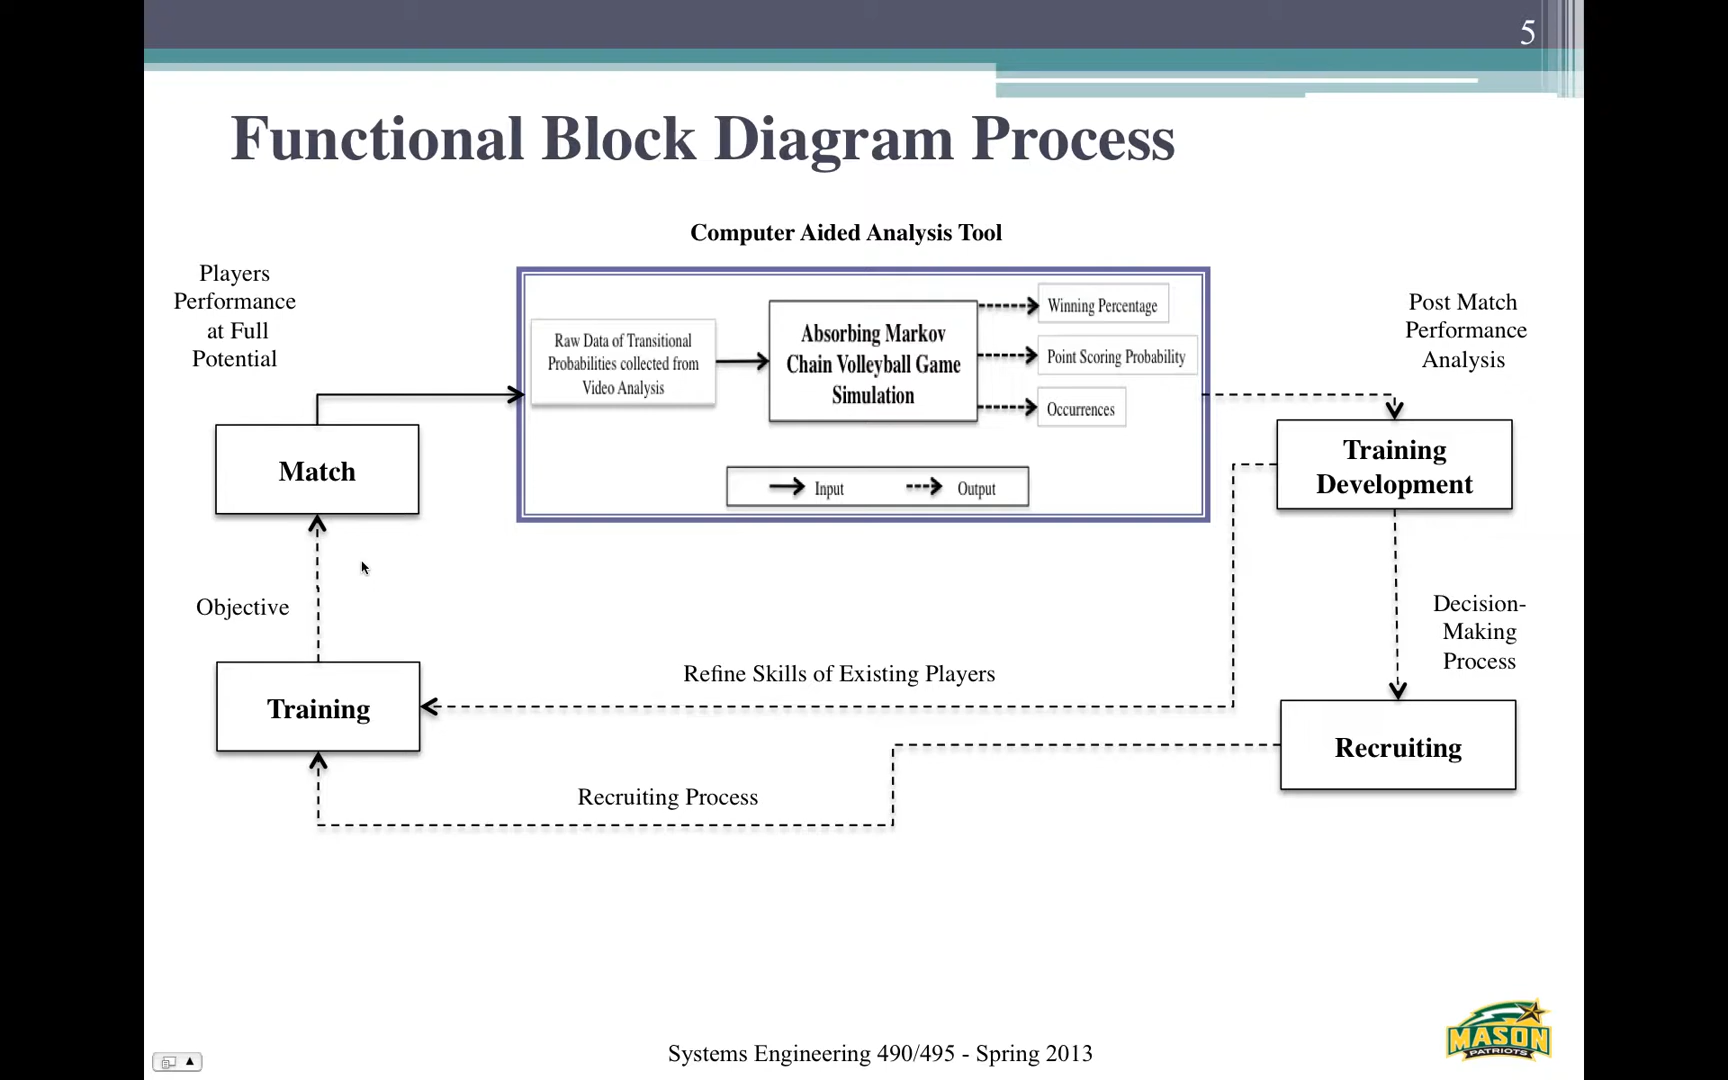 5
Functional Block Diagram Process
Computer Aided Analysis Tool
Players
Performance
at Full
Potential
Raw Data of Transitional
Probabilities collected from
Video Analysis
Absorbing Markov
Chain Volleyball Game
Simulation
Winning Percentage
Point Scoring Probability
Occurrences
Input
Output
Post Match
Performance
Analysis
Match
Training
Development
Objective
Decision-
Making
Process
Refine Skills of Existing Players
Training
Recruiting
Recruiting Process
Systems Engineering 490/495 - Spring 2013
MASON
PATRIOTS